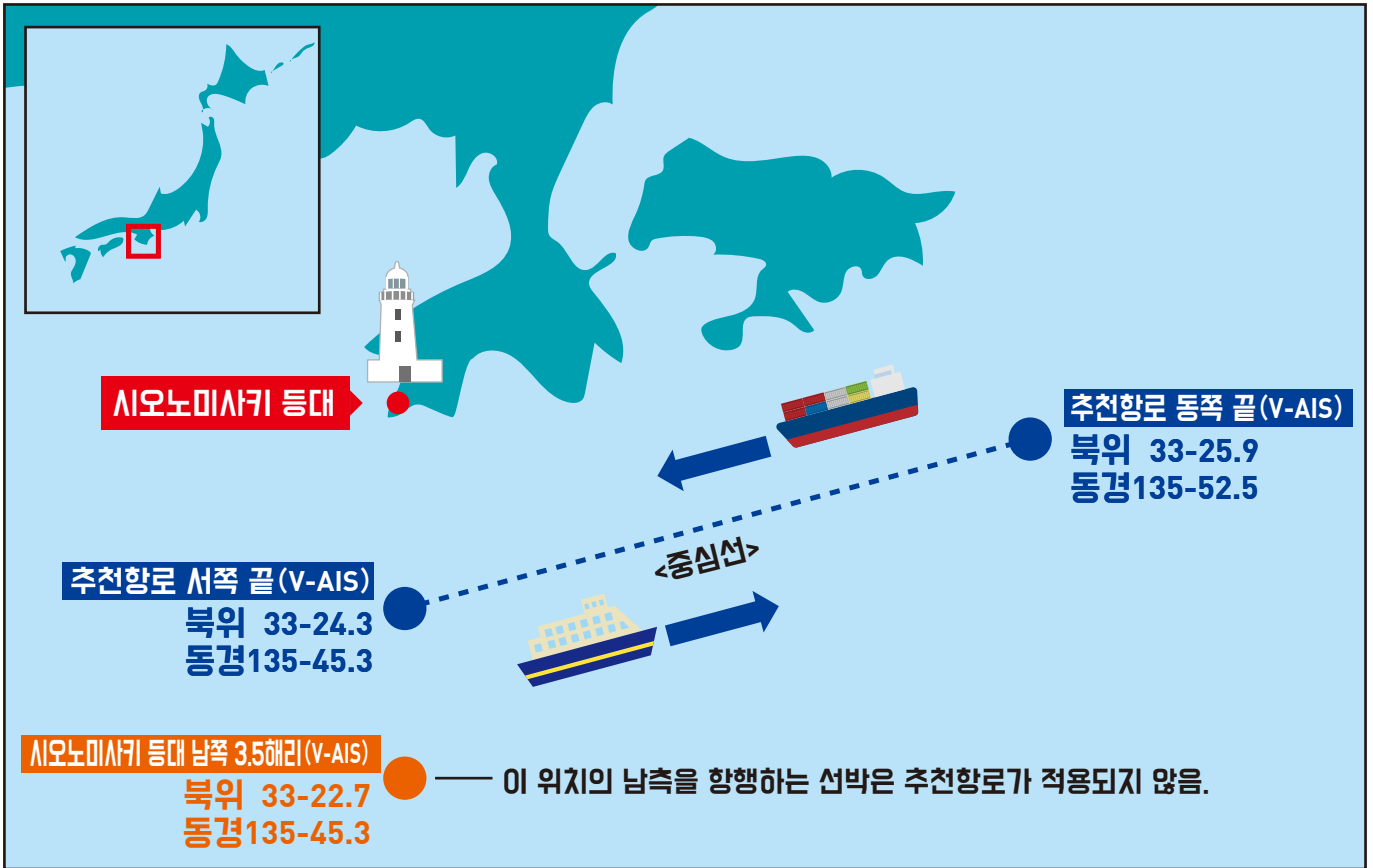 시오노미사키 등대
추천항로 동쪽 끝(V-AIS)
북위 33-25.9
동경135-52.5
<중심선>
추천항로 서쪽 끝(V-AIS)
북위 33-24.3
동경135-45.3
시오노미사키 등대 남쪽 3.5해리(V-AIS)
북위 33-22.7
동경135-45.3
이 위치의 남측을 항행하는 선박은 추천항로가 적용되지 않음.